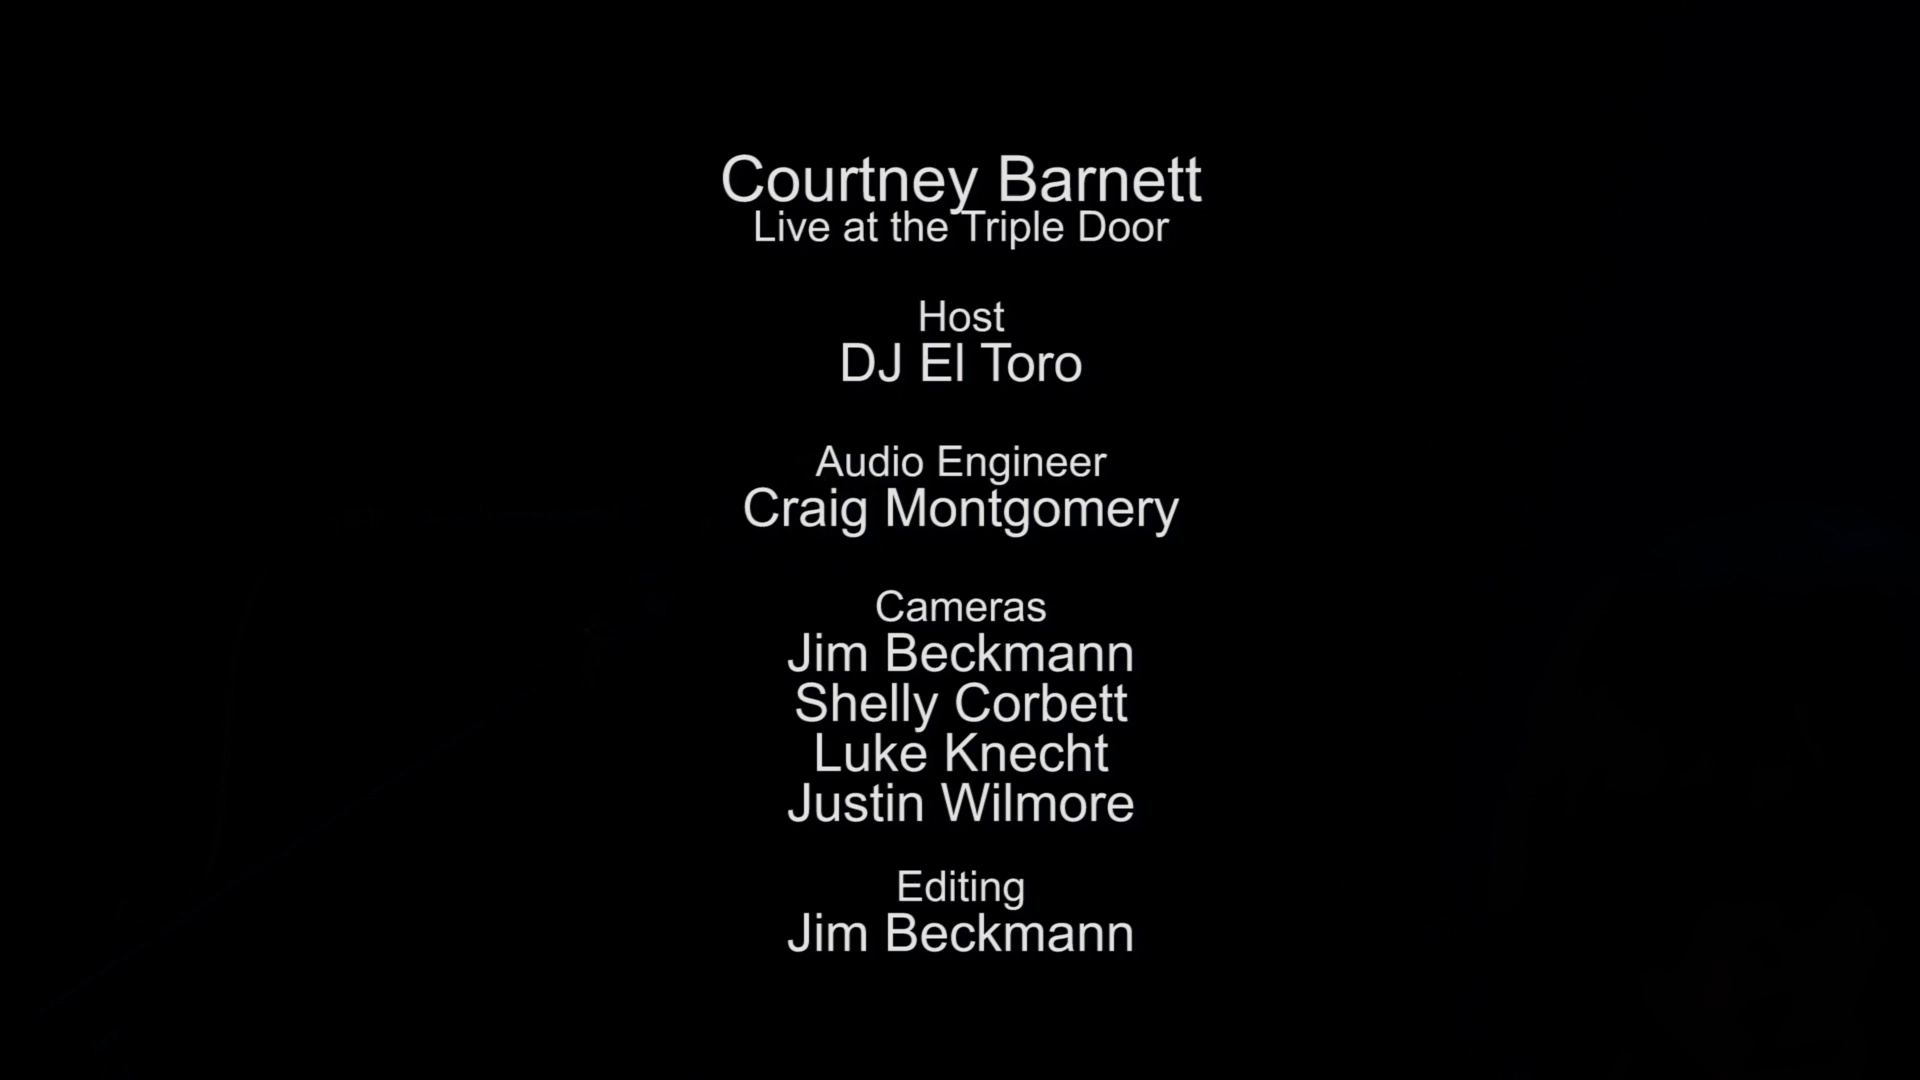 Courtney Barnett
Live at the Triple Door
Host
DJ El Toro
Audio Engineer
Craig Montgomery
Cameras
Jim Beckmann
Shelly Corbett
Luke Knecht
Justin Wilmore
Editing
Jim Beckmann